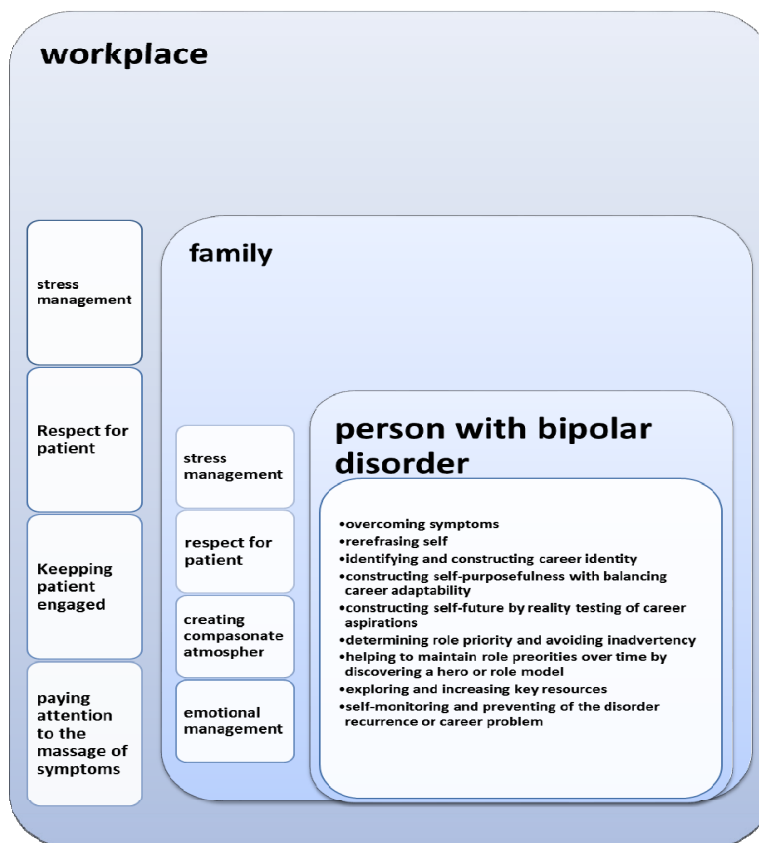 workplace
stress
management
Respect for
patient
Keepping
patient
engaged
paying
attention
to the
massage of
symptoms
family
stress
management
respect for
patient
creating
compasonate
atmospher
emotional
management
person with bipolar
disorder
•overcoming symptoms
•rerefrasing self
•identifying and constructing career identity
•constructing self-purposefulness with balancing
career adaptability
•constructing self-future by reality testing of career
aspirations
•determining role priority and avoiding inadvertency
•helping to maintain role preorities over time by
discovering a hero or role model
•exploring and increasing key resources
•self-monitoring and preventing of the disorder
recurrence or career problem